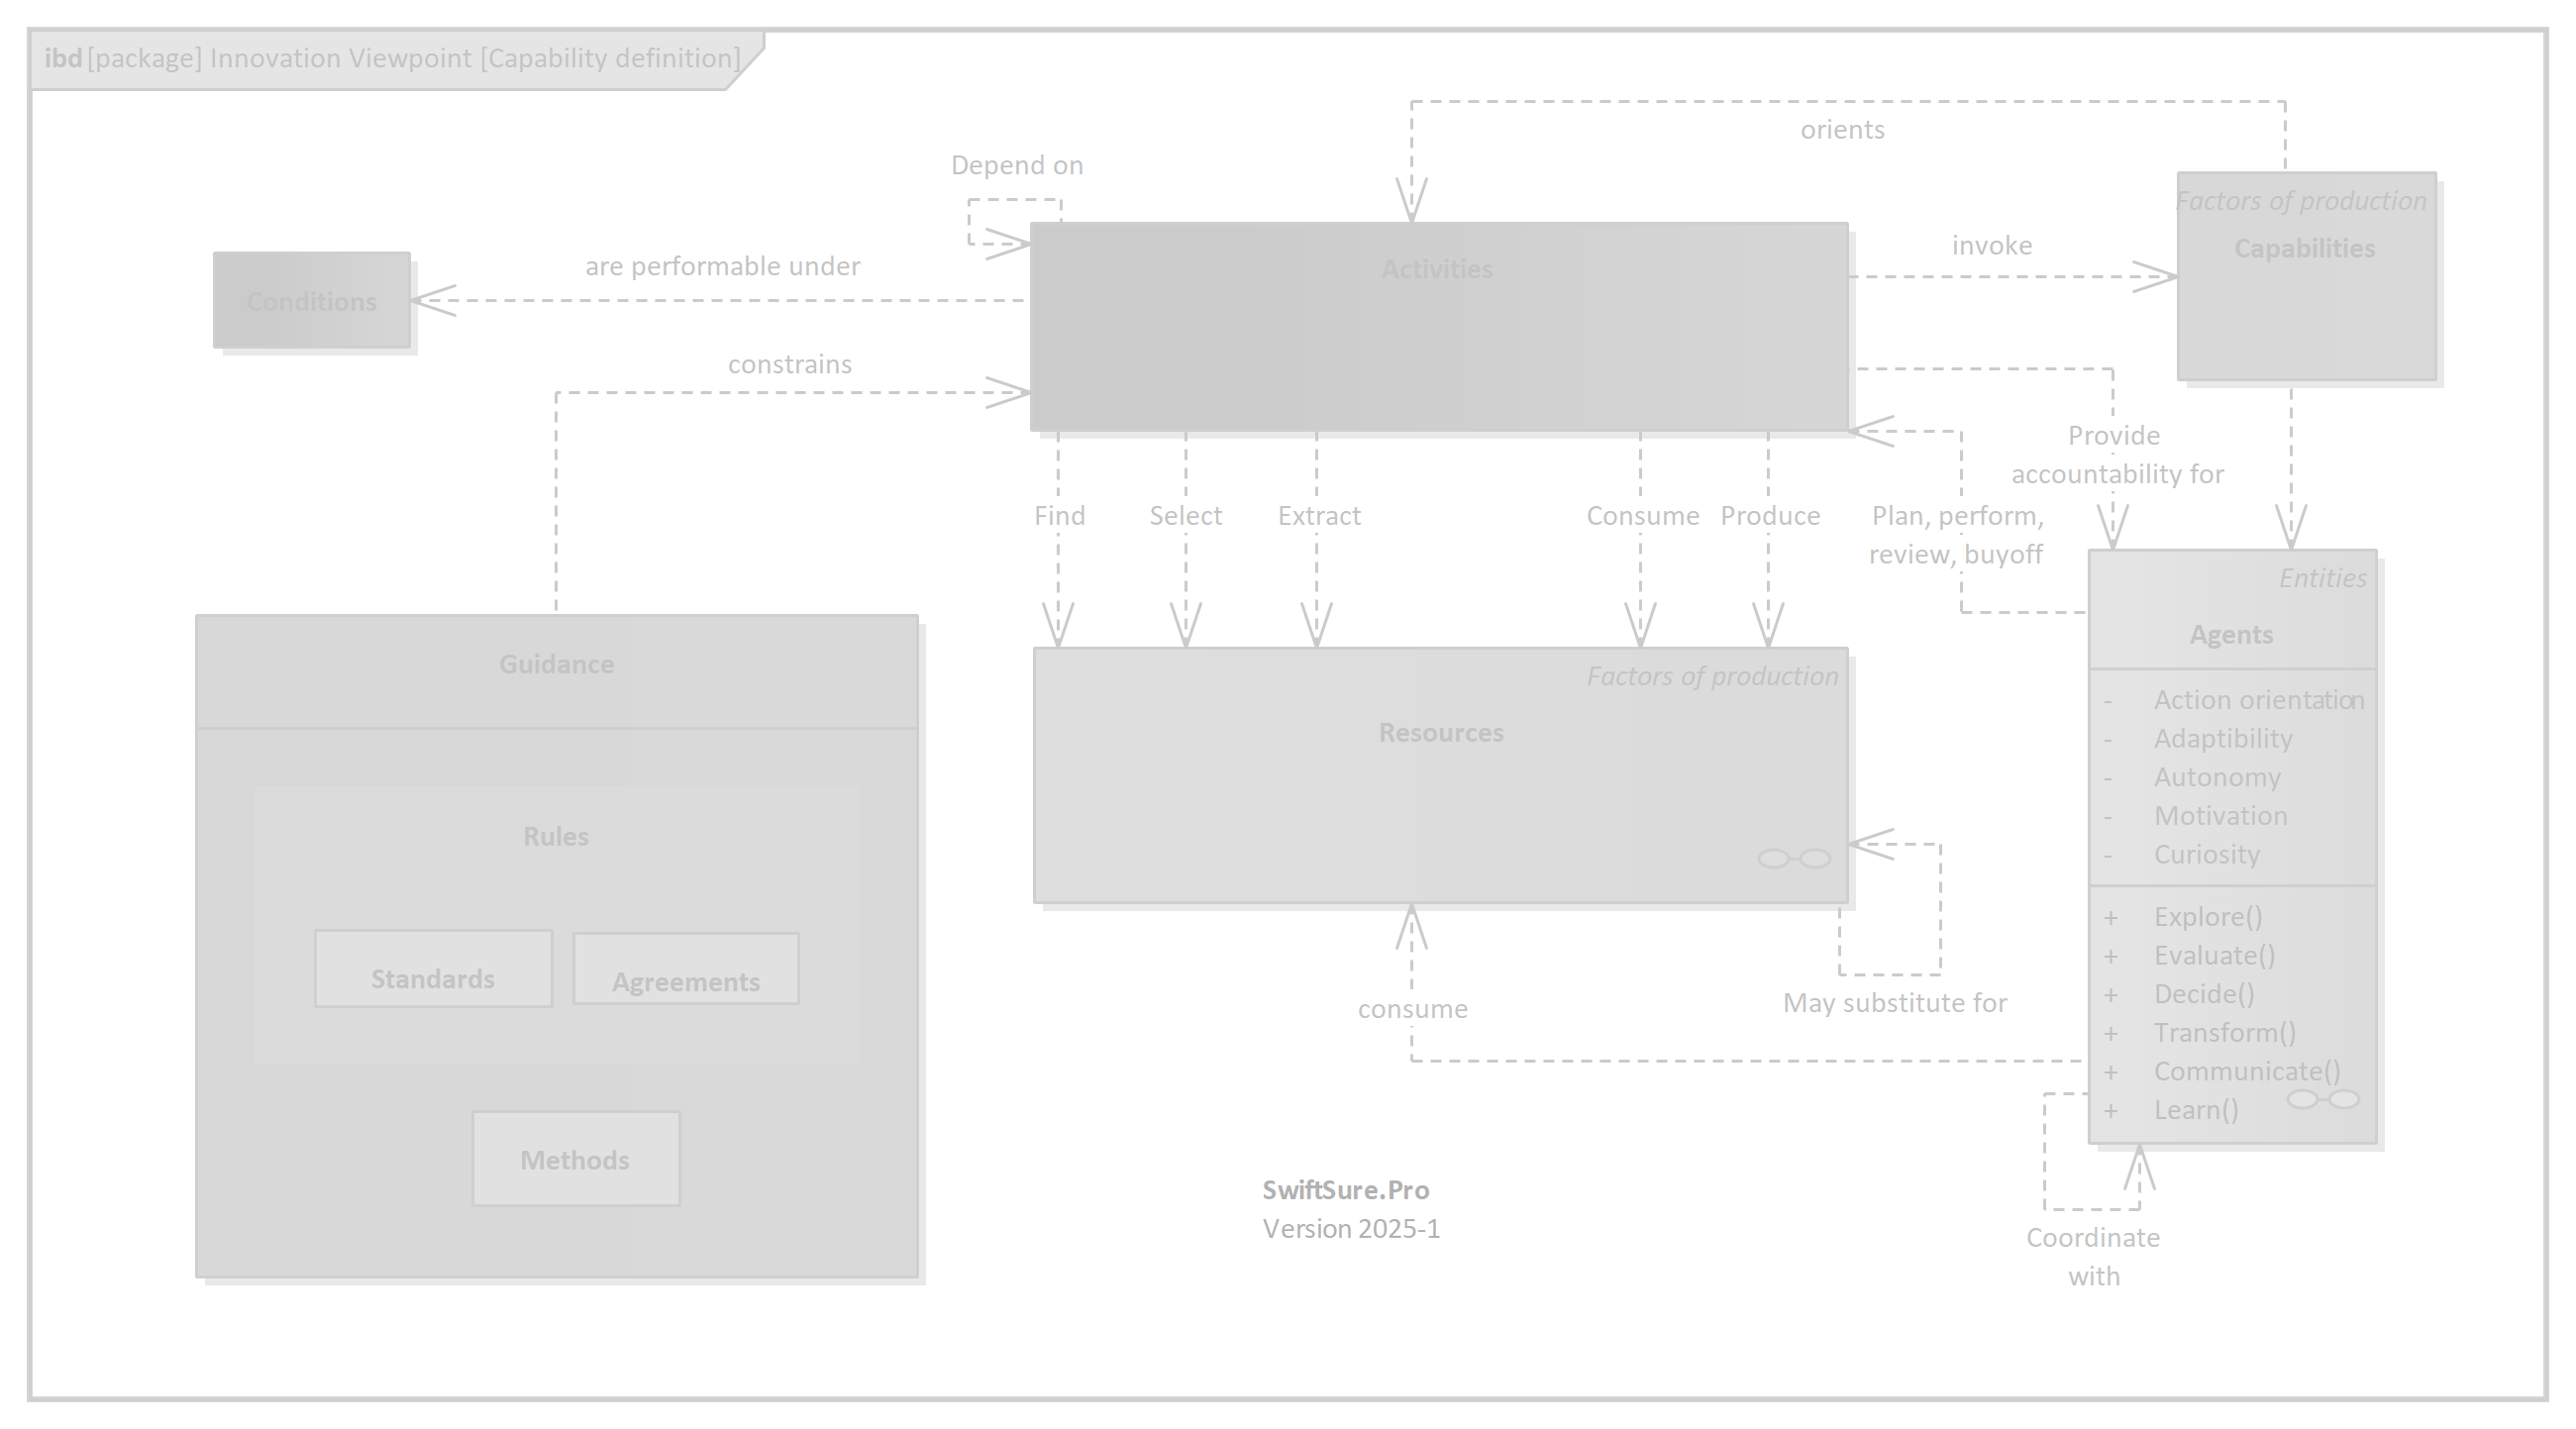 ibd [package] Innovation Viewpoint [Capability definition]
orients
Depend on
Factors of production
Capabilities
invoke
are performable under
Activities
Conditions
constrains
Provide
accountability for
Find
Select
Extract
Consume
Produce
Plan, perform,
review, buyoff
Entities
Agents
Guidance
Factors of production
Resources
- Action orientation
- Adaptibility
- Autonomy
- Motivation
- Curiosity
Rules
+ Explore()
+ Evaluate()
+ Decide()
+ Transform()
+ Communicate()
+ Learn()
Standards
Agreements
May substitute for
consume
Methods
SwiftSure.Pro
Version 2025-1
Coordinate
with